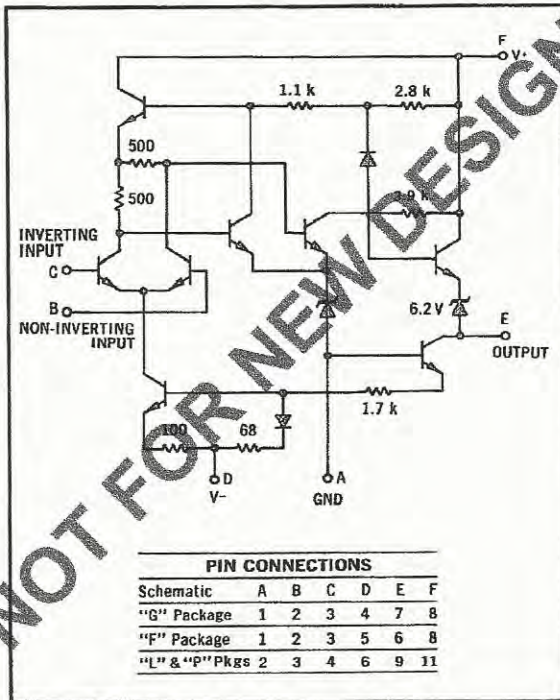 F
V+
1.1 k
2.8 k
500
500
3.9 k
INVERTING
INPUT
C
B
NON-INVERTING
INPUT
6.2 V
E
OUTPUT
1.7 k
100
68
D
V-
A
GND
NOT FOR NEW DESIGN
PIN CONNECTIONS
Schematic A B C D E F
"G" Package 1 2 3 4 7 8
"F" Package 1 2 3 5 6 8
"L" & "P" Pkgs 2 3 4 6 9 11